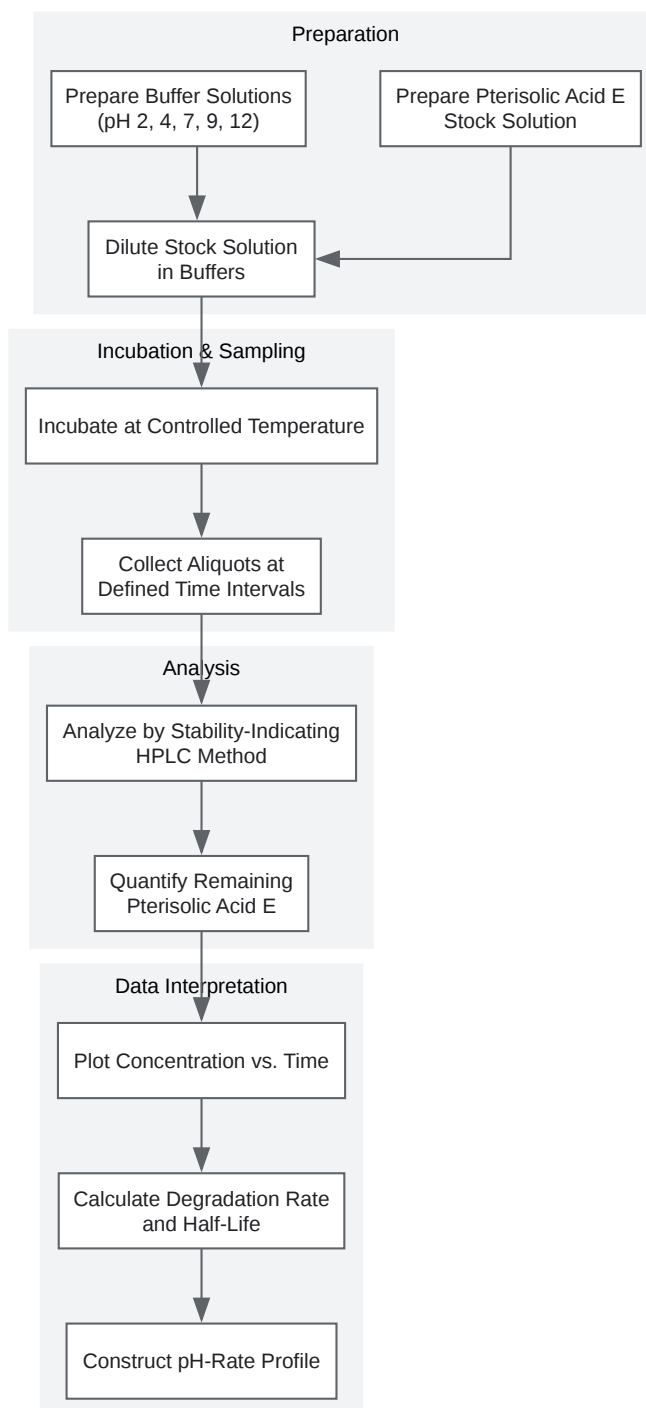 Preparation
Prepare Buffer Solutions
(pH 2, 4, 7, 9, 12)
Prepare Pterisolic Acid E
Stock Solution
Dilute Stock Solution
in Buffers
Incubation & Sampling
Incubate at Controlled Temperature
Collect Aliquots at
Defined Time Intervals
Analysis
Analyze by Stability-Indicating
HPLC Method
Quantify Remaining
Pterisolic Acid E
Data Interpretation
Plot Concentration vs. Time
Calculate Degradation Rate
and Half-Life
Construct pH-Rate Profile